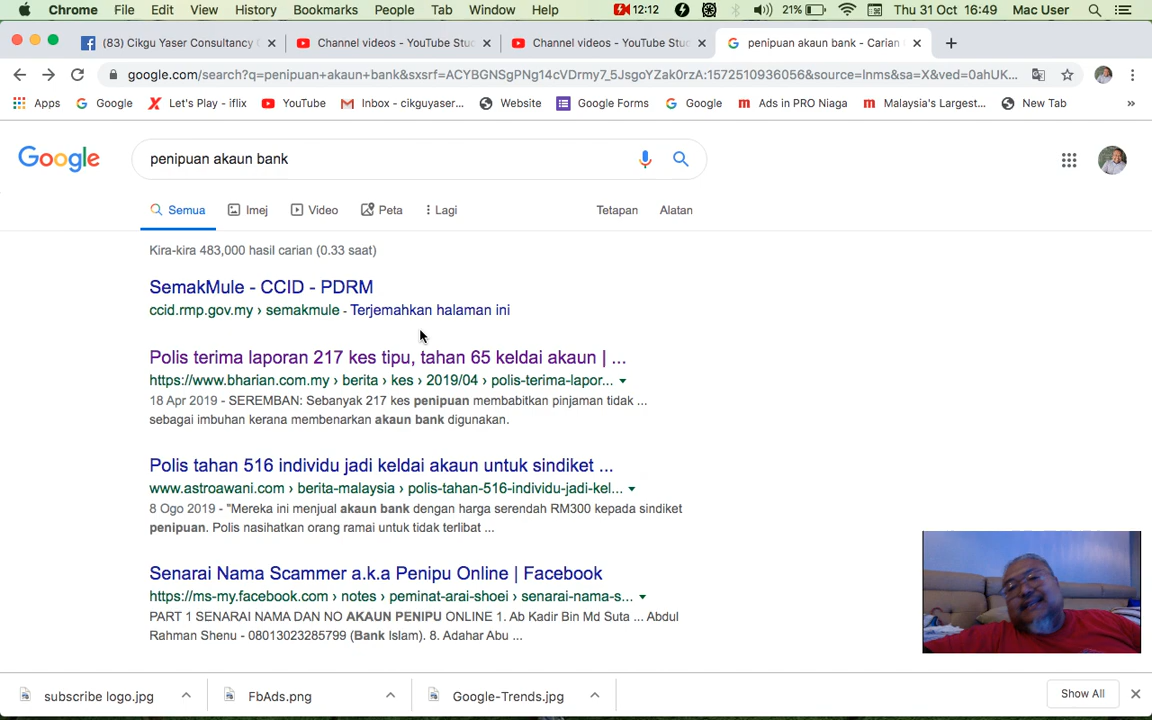 Chrome File Edit View History Bookmarks People Tab Window Help 12:12 21% Thu 31 Oct 16:49 Mac User
(83) Cikgu Yaser Consultancy Channel videos - YouTube Stu Channel videos - YouTube Stu penipuan akaun bank - Carian
google.com/search?q=penipuan+akaun+bank&sxsrf=ACYBGNSgPNg14cVDrmy7_5JsgoYZak0rzA:1572510936056&source=lnms&sa=X&ved=0ahUK...
Apps Google Let's Play - iflix YouTube Inbox - cikguyaser... Website Google Forms Google Ads in PRO Niaga Malaysia's Largest... New Tab »
Google penipuan akaun bank
Semua Imej Video Peta Lagi Tetapan Alatan
Kira-kira 483,000 hasil carian (0.33 saat)
SemakMule - CCID - PDRM
ccid.rmp.gov.my › semakmule - Terjemahkan halaman ini
Polis terima laporan 217 kes tipu, tahan 65 keldai akaun | ...
https://www.bharian.com.my › berita › kes › 2019/04 › polis-terima-lapor...
18 Apr 2019 - SEREMBAN: Sebanyak 217 kes penipuan membabitkan pinjaman tidak ...
sebagai imbuhan kerana membenarkan akaun bank digunakan.
Polis tahan 516 individu jadi keldai akaun untuk sindiket ...
www.astroawani.com › berita-malaysia › polis-tahan-516-individu-jadi-kel...
8 Ogo 2019 - "Mereka ini menjual akaun bank dengan harga serendah RM300 kepada sindiket
penipuan. Polis nasihatkan orang ramai untuk tidak terlibat ...
Senarai Nama Scammer a.k.a Penipu Online | Facebook
https://ms-my.facebook.com › notes › peminat-arai-shoei › senarai-nama-s...
PART 1 SENARAI NAMA DAN NO AKAUN PENIPU ONLINE 1. Ab Kadir Bin Md Suta ... Abdul
Rahman Shenu - 08013023285799 (Bank Islam). 8. Adahar Abu ...
subscribe logo.jpg FbAds.png Google-Trends.jpg Show All